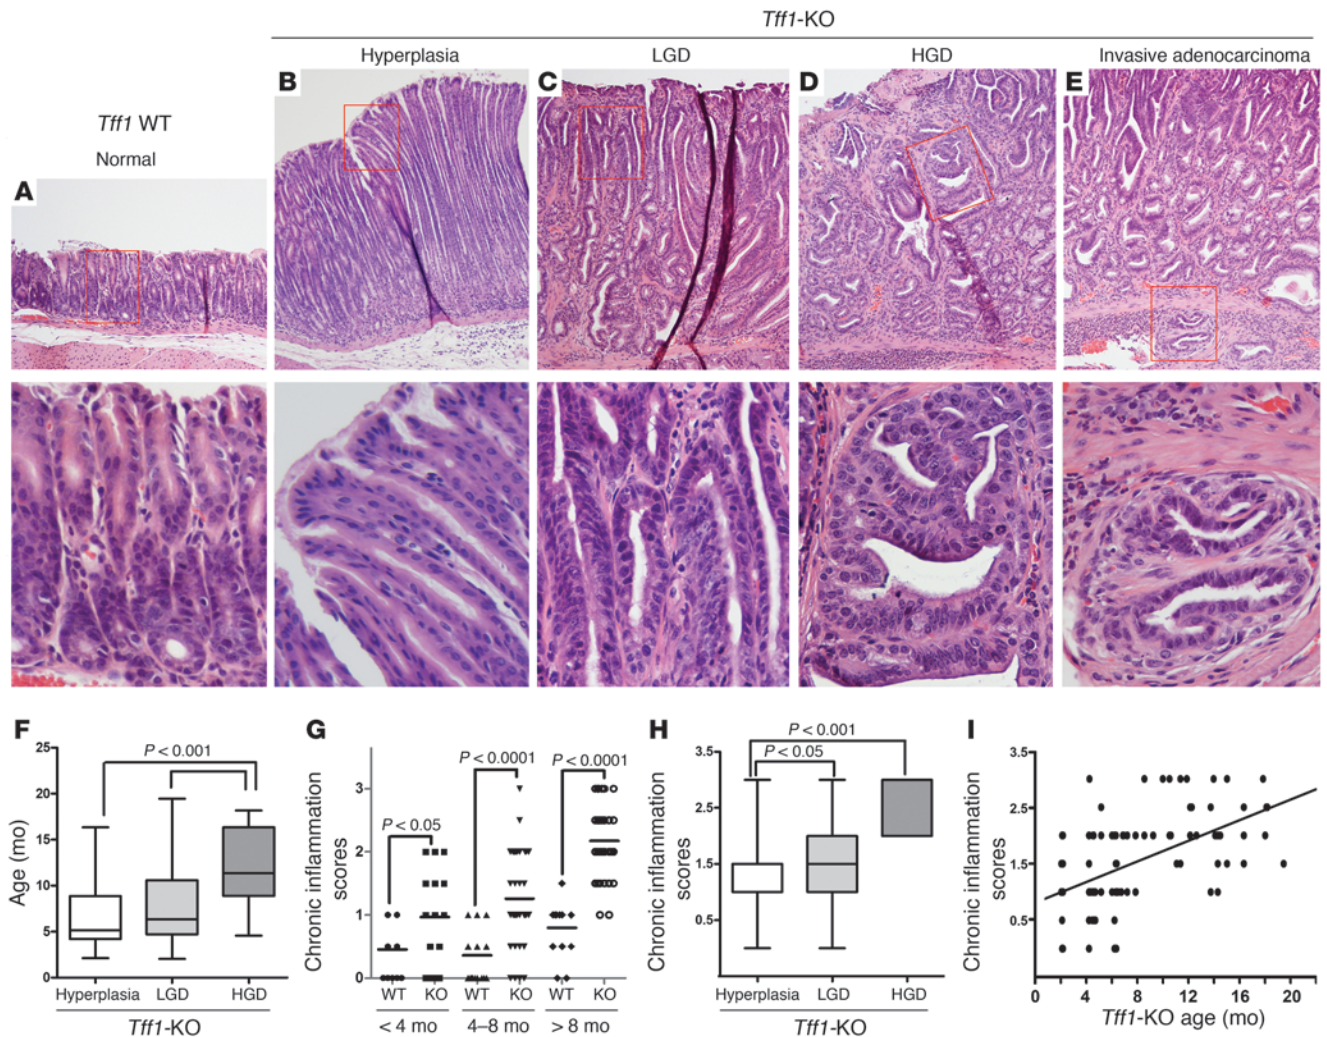 Tff1-KO
Hyperplasia LGD HGD Invasive adenocarcinoma
B C D E
Tff1 WT
Normal
A
F G H I
25
20
15
10
5
0
Age (mo)
P < 0.001
Hyperplasia LGD HGD
Tff1-KO
3
2
1
0
Chronic inflammation
scores
P < 0.05
P < 0.0001
P < 0.0001
WT KO WT KO WT KO
< 4 mo 4–8 mo > 8 mo
3.5
2.5
1.5
0.5
Chronic inflammation
scores
P < 0.001
P < 0.05
Hyperplasia LGD HGD
Tff1-KO
3.5
2.5
1.5
0.5
Chronic inflammation
scores
0 4 8 12 16 20
Tff1-KO age (mo)